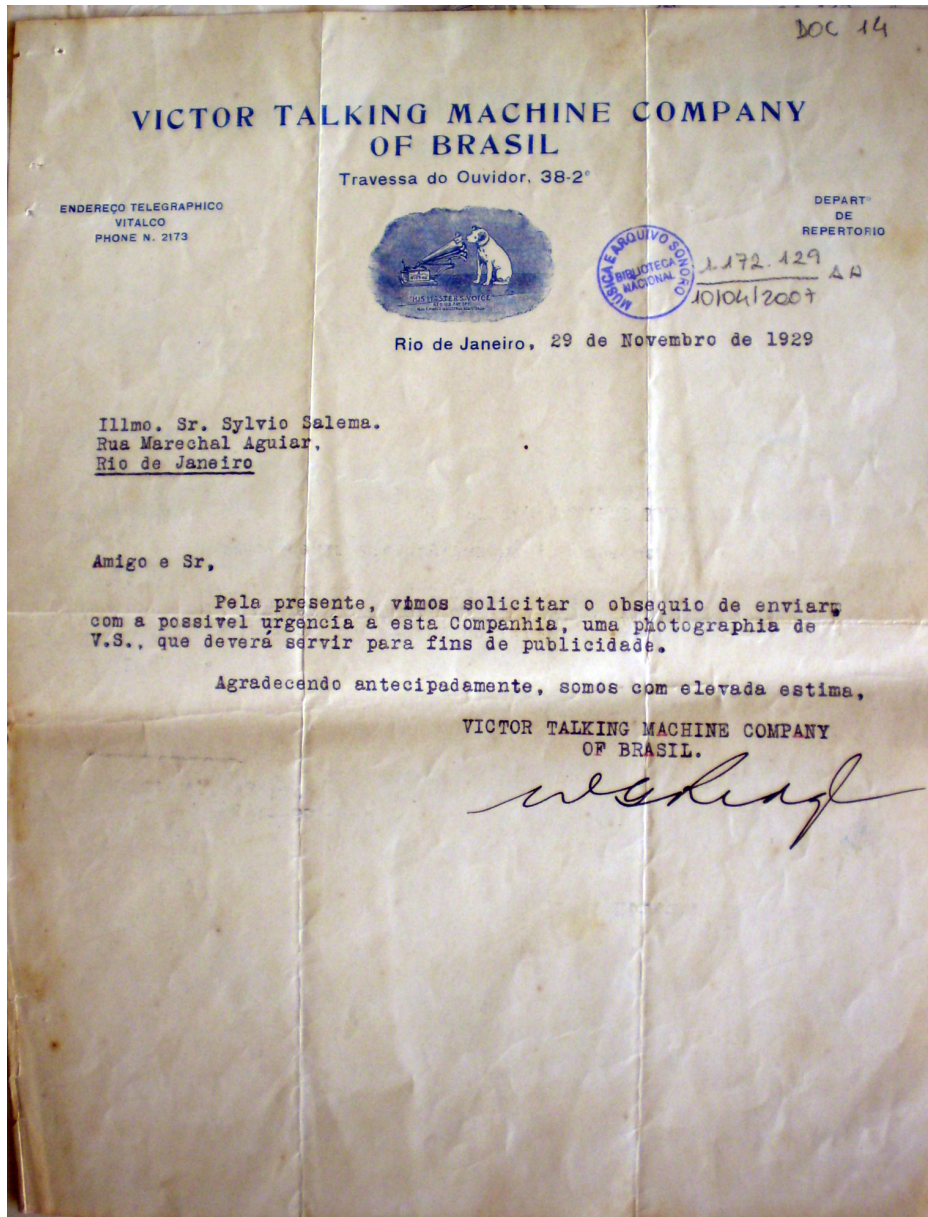 DOC 14
VICTOR TALKING MACHINE COMPANY
OF BRASIL
Travessa do Ouvidor, 38-2º
ENDEREÇO TELEGRAPHICO
VITALCO
PHONE N. 2173
DEPARTº
DE
REPERTORIO
"HIS MASTER'S VOICE"
MUSICA E ARQUIVO SONORO
BIBLIOTECA
NACIONAL
1.172.129
AA
10/04/2007
Rio de Janeiro, 29 de Novembro de 1929
Illmo. Sr. Sylvio Salema.
Rua Marechal Aguiar,
Rio de Janeiro
Amigo e Sr,
Pela presente, vimos solicitar o obsequio de enviar,
com a possivel urgencia a esta Companhia, uma photographia de
V.S., que deverá servir para fins de publicidade.
Agradecendo antecipadamente, somos com elevada estima,
VICTOR TALKING MACHINE COMPANY
OF BRASIL.